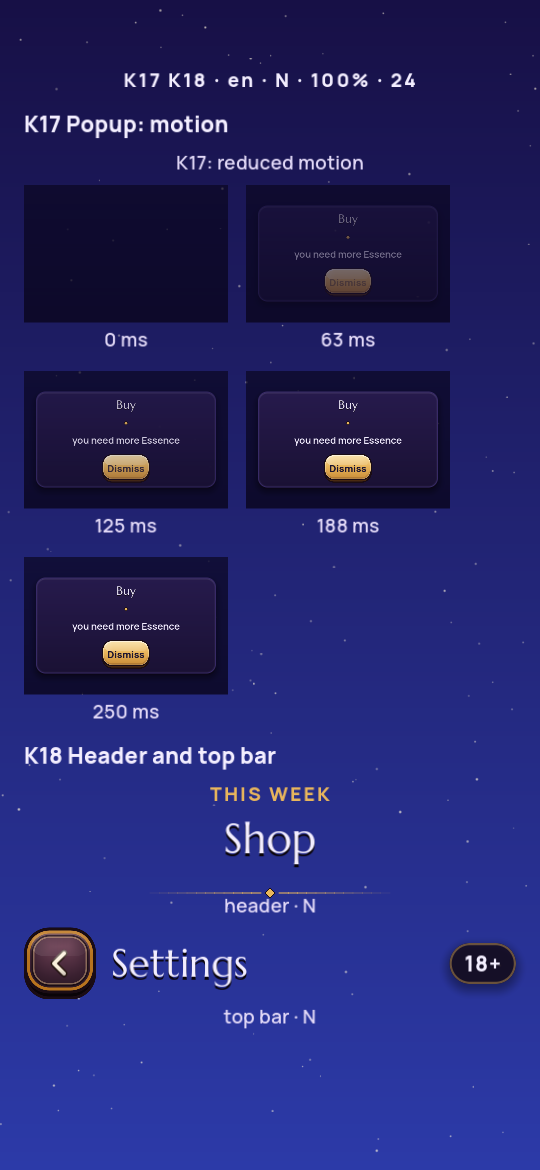 K17 K18 · en · N · 100% · 24
K17 Popup: motion
K17: reduced motion
Buy
you need more Essence
Dismiss
0 ms
63 ms
Buy
you need more Essence
Dismiss
Buy
you need more Essence
Dismiss
125 ms
188 ms
Buy
you need more Essence
Dismiss
250 ms
K18 Header and top bar
THIS WEEK
Shop
header · N
Settings
18+
top bar · N